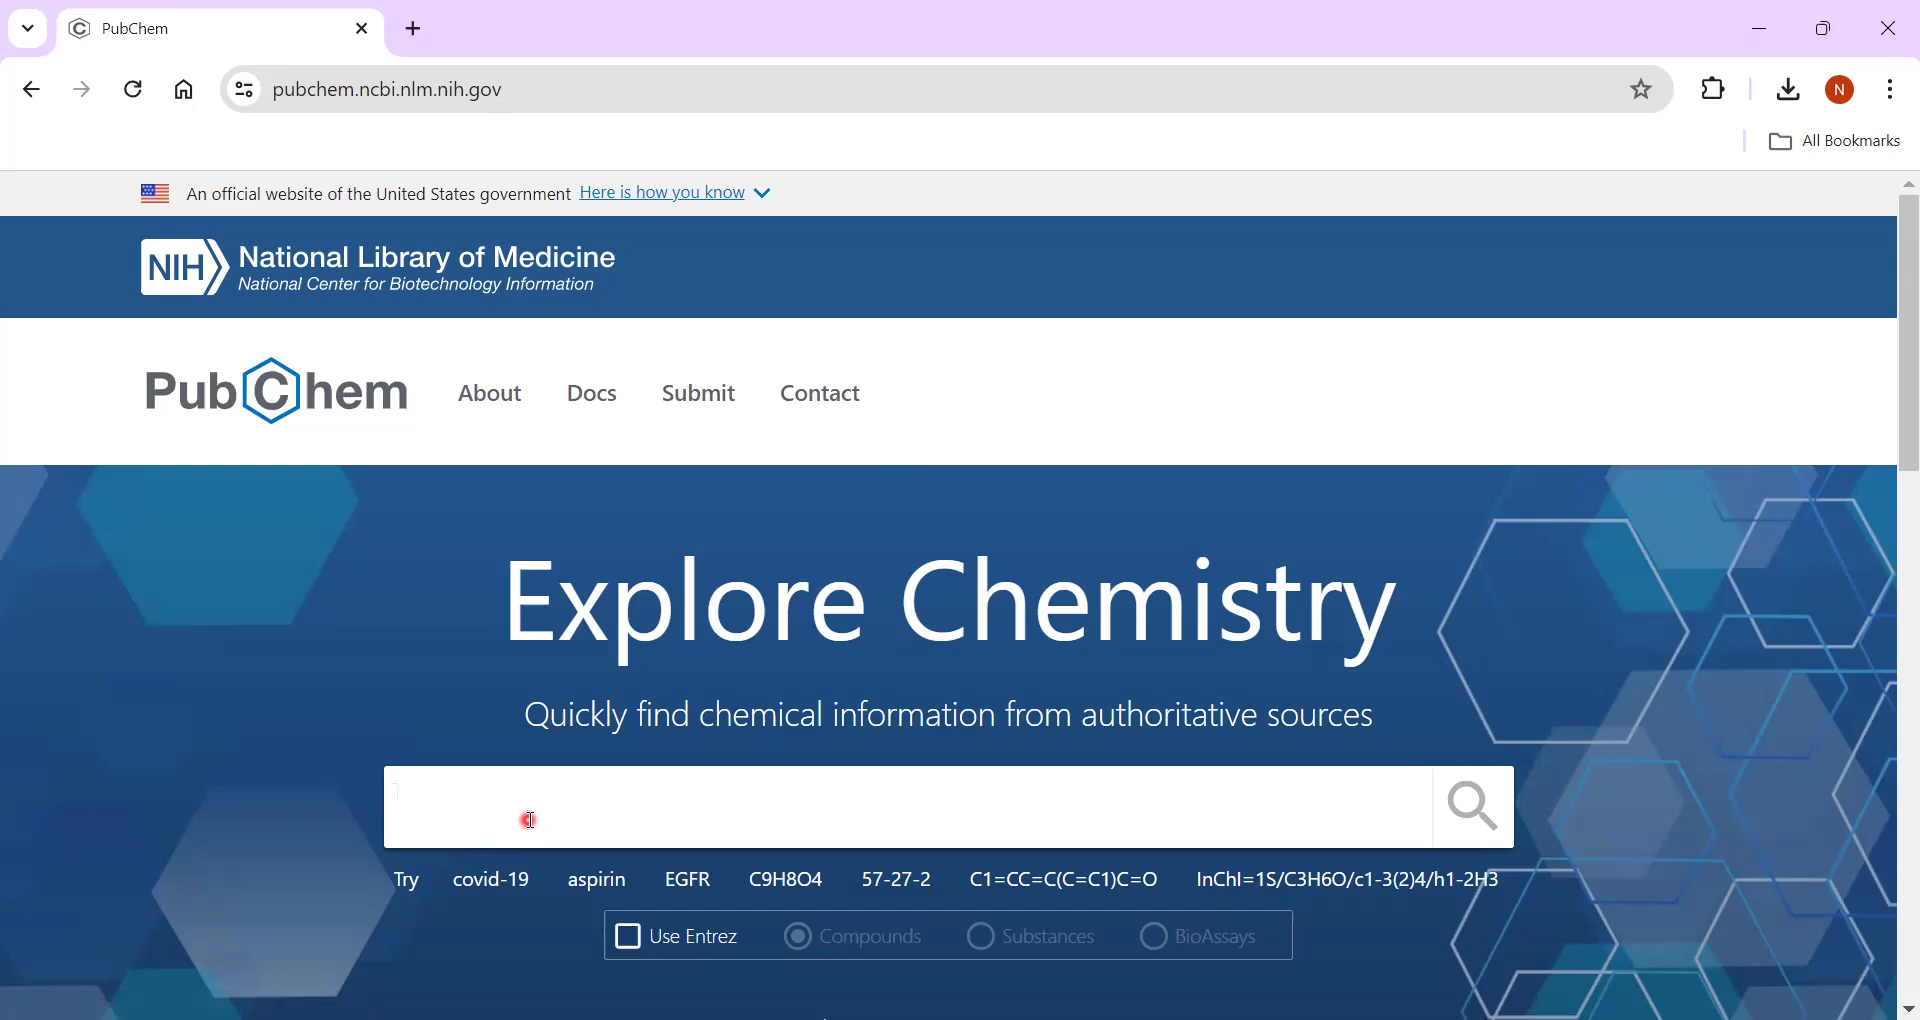 PubChem
pubchem.ncbi.nlm.nih.gov
N
All Bookmarks
An official website of the United States government Here is how you know
NIH National Library of Medicine
National Center for Biotechnology Information
PubChem About Docs Submit Contact
Explore Chemistry
Quickly find chemical information from authoritative sources
Try covid-19 aspirin EGFR C9H8O4 57-27-2 C1=CC=C(C=C1)C=O InChI=1S/C3H6O/c1-3(2)4/h1-2H3
Use Entrez Compounds Substances BioAssays